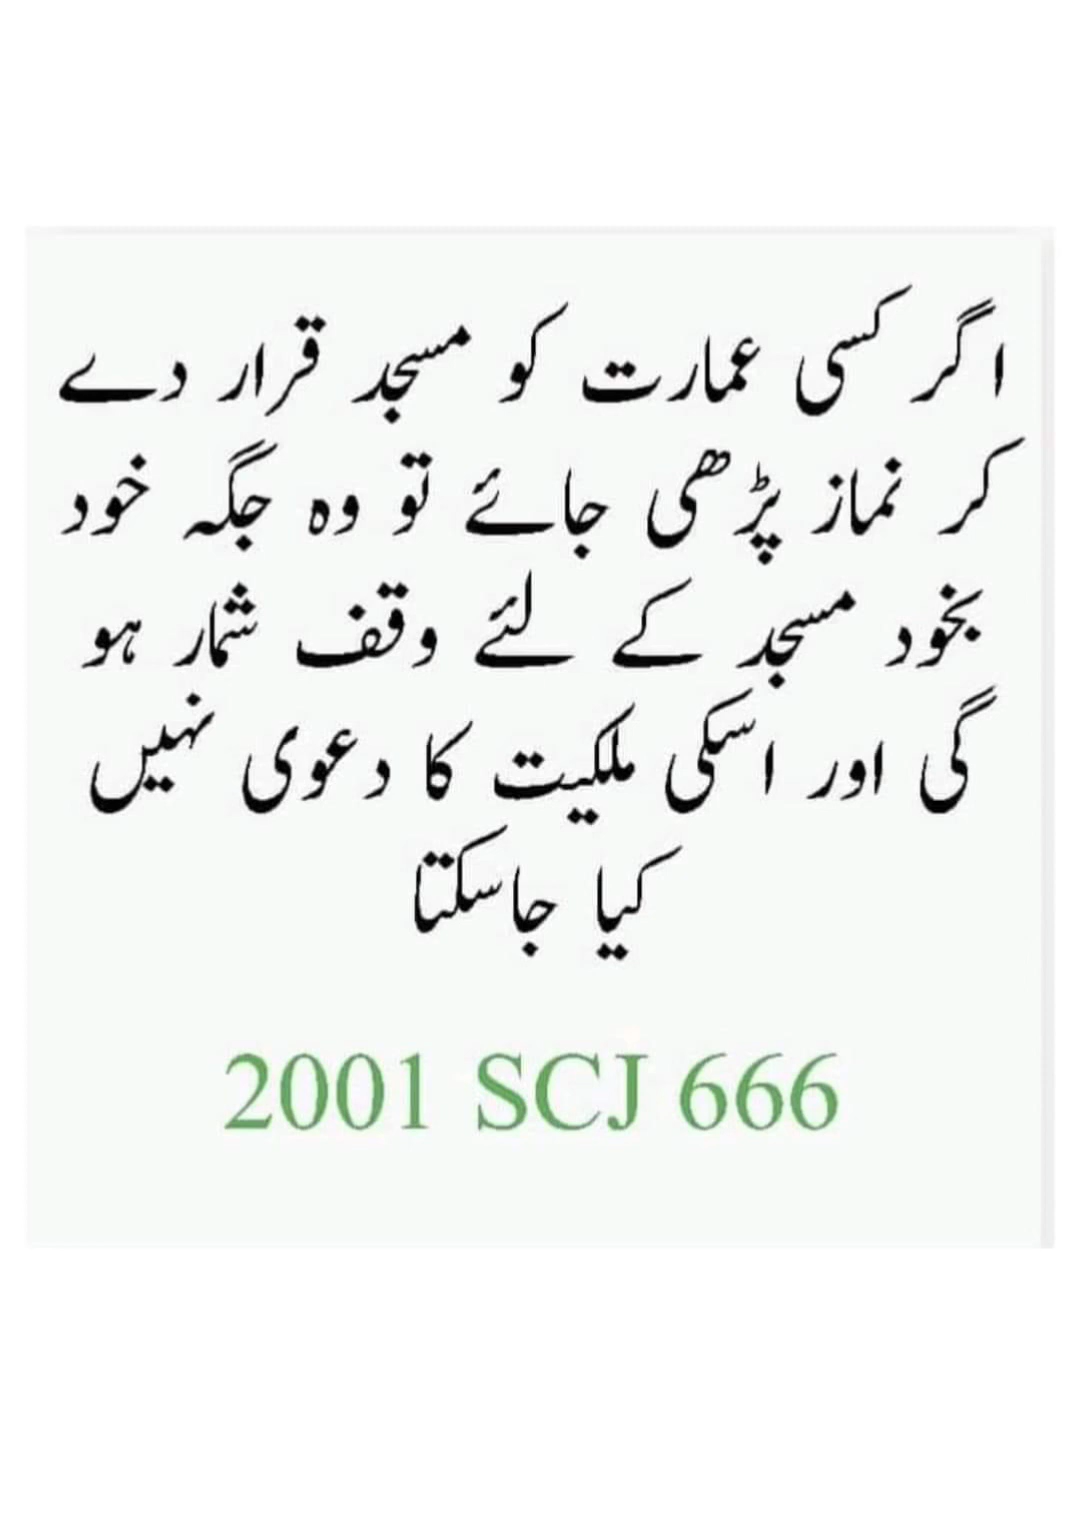 اگر کسی عمارت کو مسجد قرار دے
کر نماز پڑھی جائے تو وہ جگہ خود
بخود مسجد کے لئے وقف شمار ہو
گی اور اسکی ملکیت کا دعوی نہیں
کیا جاسکتا
2001 SCJ 666